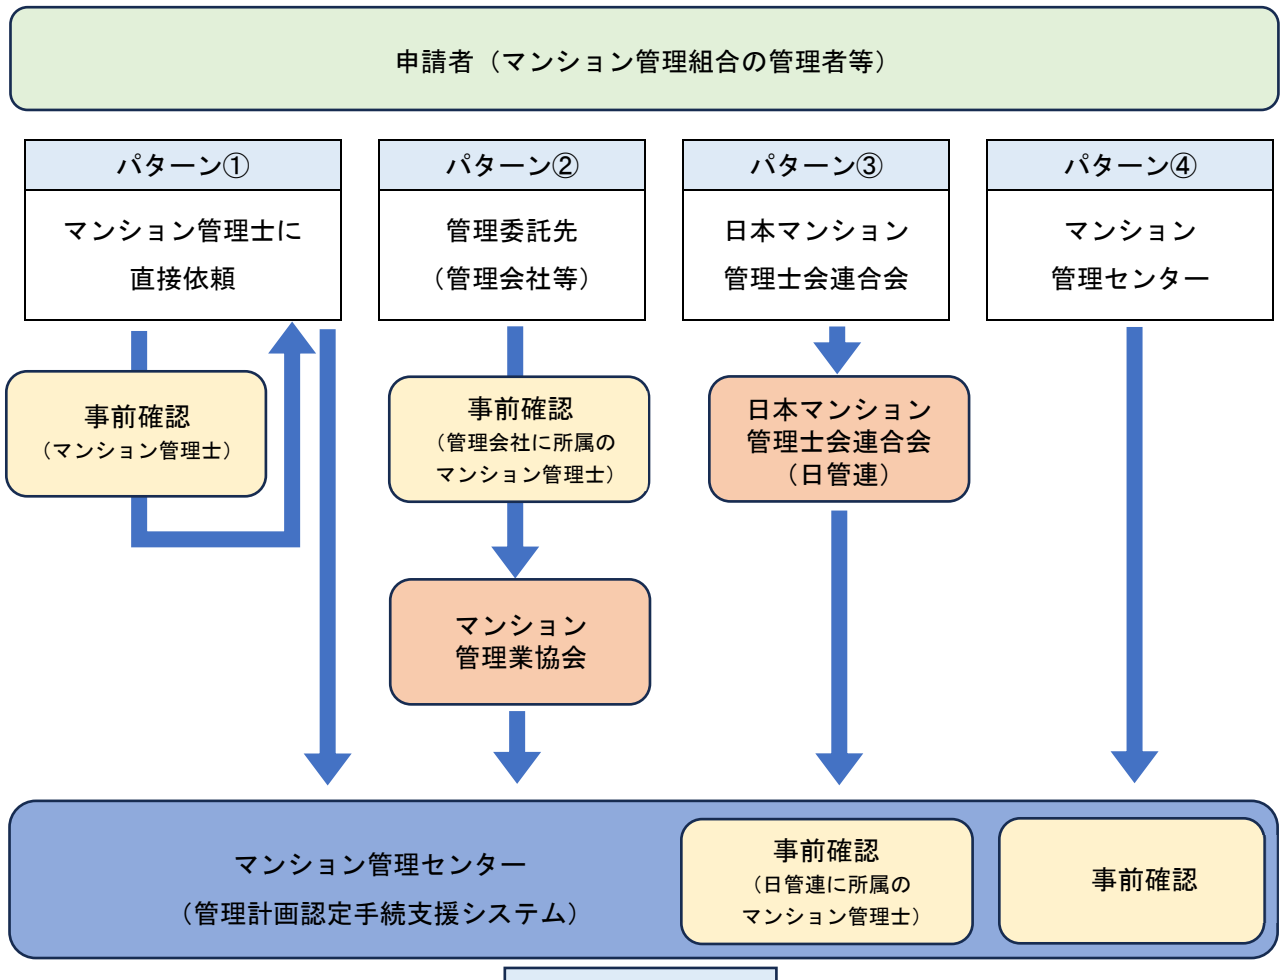 申請者（マンション管理組合の管理者等）
パターン①
マンション管理士に
直接依頼
パターン②
管理委託先
（管理会社等）
パターン③
日本マンション
管理士会連合会
パターン④
マンション
管理センター
事前確認
（マンション管理士）
事前確認
（管理会社に所属の
マンション管理士）
日本マンション
管理士会連合会
（日管連）
マンション
管理業協会
マンション管理センター
（管理計画認定手続支援システム）
事前確認
（日管連に所属の
マンション管理士）
事前確認